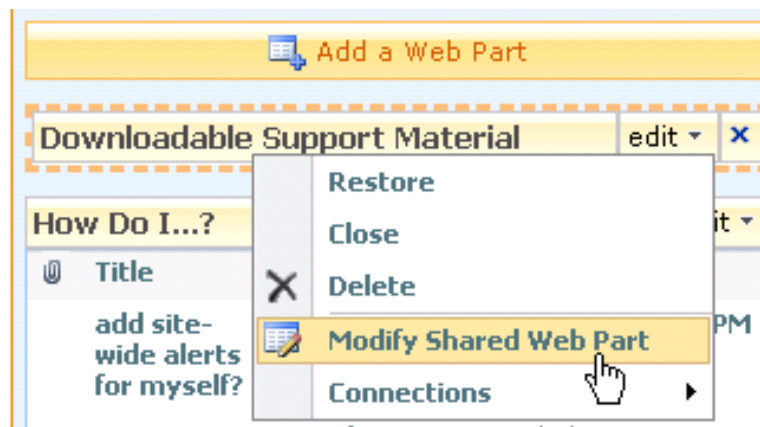 Add a Web Part
Downloadable Support Material edit
Restore
How Do I...? it
Close
Title
Delete
add site-
wide alerts
for myself?
PM
Modify Shared Web Part
Connections